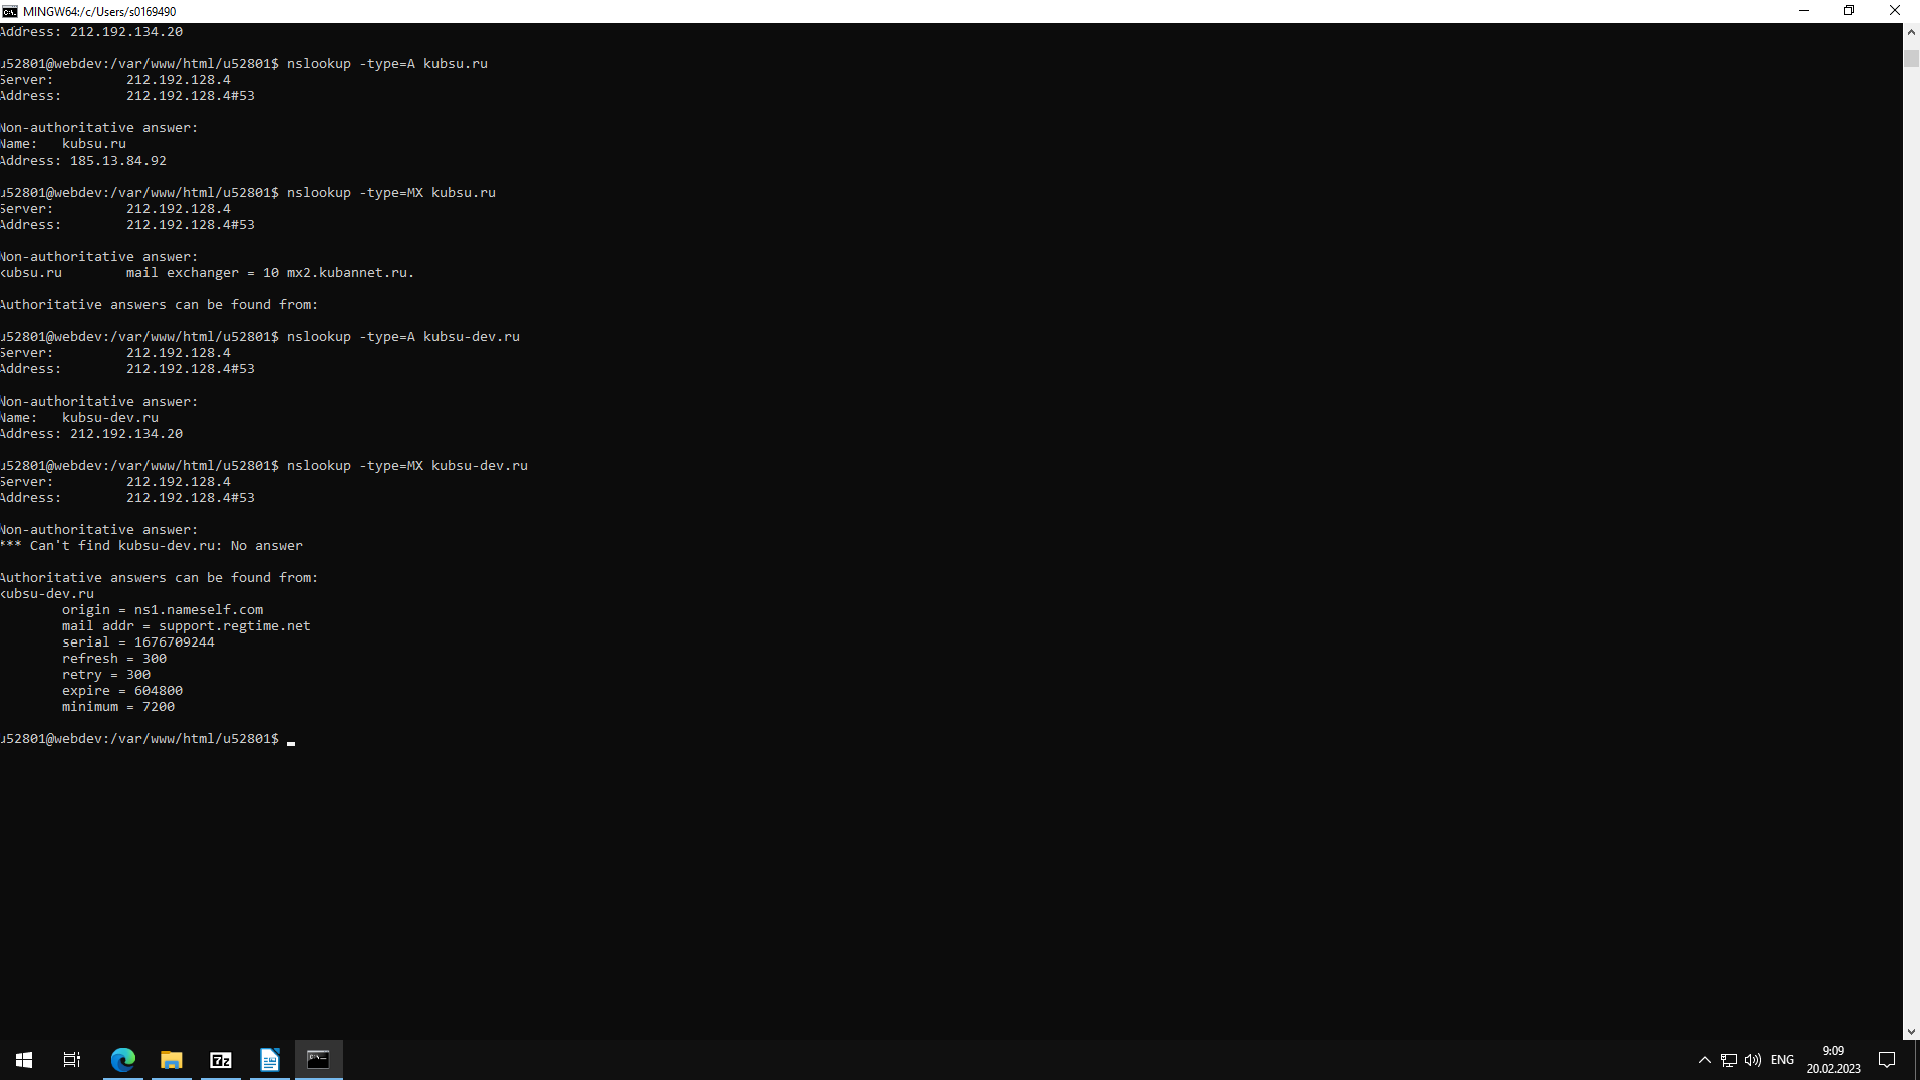 MINGW64:/c/Users/s0169490
Address: 212.192.134.20
u52801@webdev:/var/www/html/u52801$ nslookup -type=A kubsu.ru
Server:         212.192.128.4
Address:        212.192.128.4#53
Non-authoritative answer:
Name:   kubsu.ru
Address: 185.13.84.92
u52801@webdev:/var/www/html/u52801$ nslookup -type=MX kubsu.ru
Server:         212.192.128.4
Address:        212.192.128.4#53
Non-authoritative answer:
kubsu.ru        mail exchanger = 10 mx2.kubannet.ru.
Authoritative answers can be found from:
u52801@webdev:/var/www/html/u52801$ nslookup -type=A kubsu-dev.ru
Server:         212.192.128.4
Address:        212.192.128.4#53
Non-authoritative answer:
Name:   kubsu-dev.ru
Address: 212.192.134.20
u52801@webdev:/var/www/html/u52801$ nslookup -type=MX kubsu-dev.ru
Server:         212.192.128.4
Address:        212.192.128.4#53
Non-authoritative answer:
*** Can't find kubsu-dev.ru: No answer
Authoritative answers can be found from:
kubsu-dev.ru
        origin = ns1.nameself.com
        mail addr = support.regtime.net
        serial = 1676709244
        refresh = 300
        retry = 300
        expire = 604800
        minimum = 7200
u52801@webdev:/var/www/html/u52801$
7z
ENG
9:09
20.02.2023